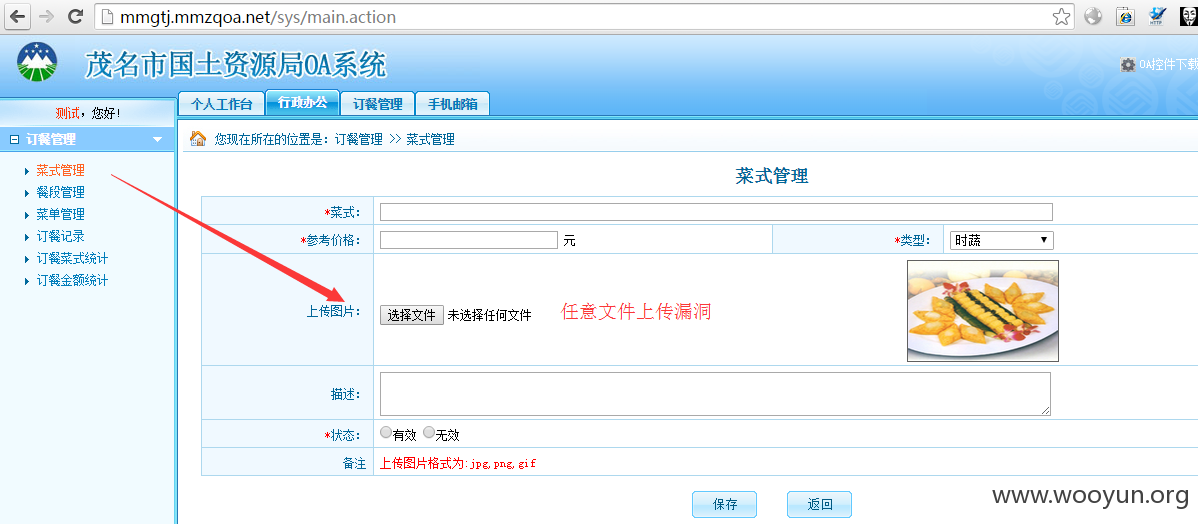 mmgtj.mmzqoa.net/sys/main.action
茂名市国土资源局OA系统
OA控件下载
测试，您好！
个人工作台 行政办公 订餐管理 手机邮箱
订餐管理
您现在所在的位置是：订餐管理 >> 菜式管理
菜式管理
餐段管理
菜单管理
订餐记录
订餐菜式统计
订餐金额统计
菜式管理
*菜式：
*参考价格： 元 *类型： 时蔬
上传图片： 选择文件 未选择任何文件 任意文件上传漏洞
描述：
*状态： 有效 无效
备注 上传图片格式为:jpg,png,gif
保存 返回
www.wooyun.org